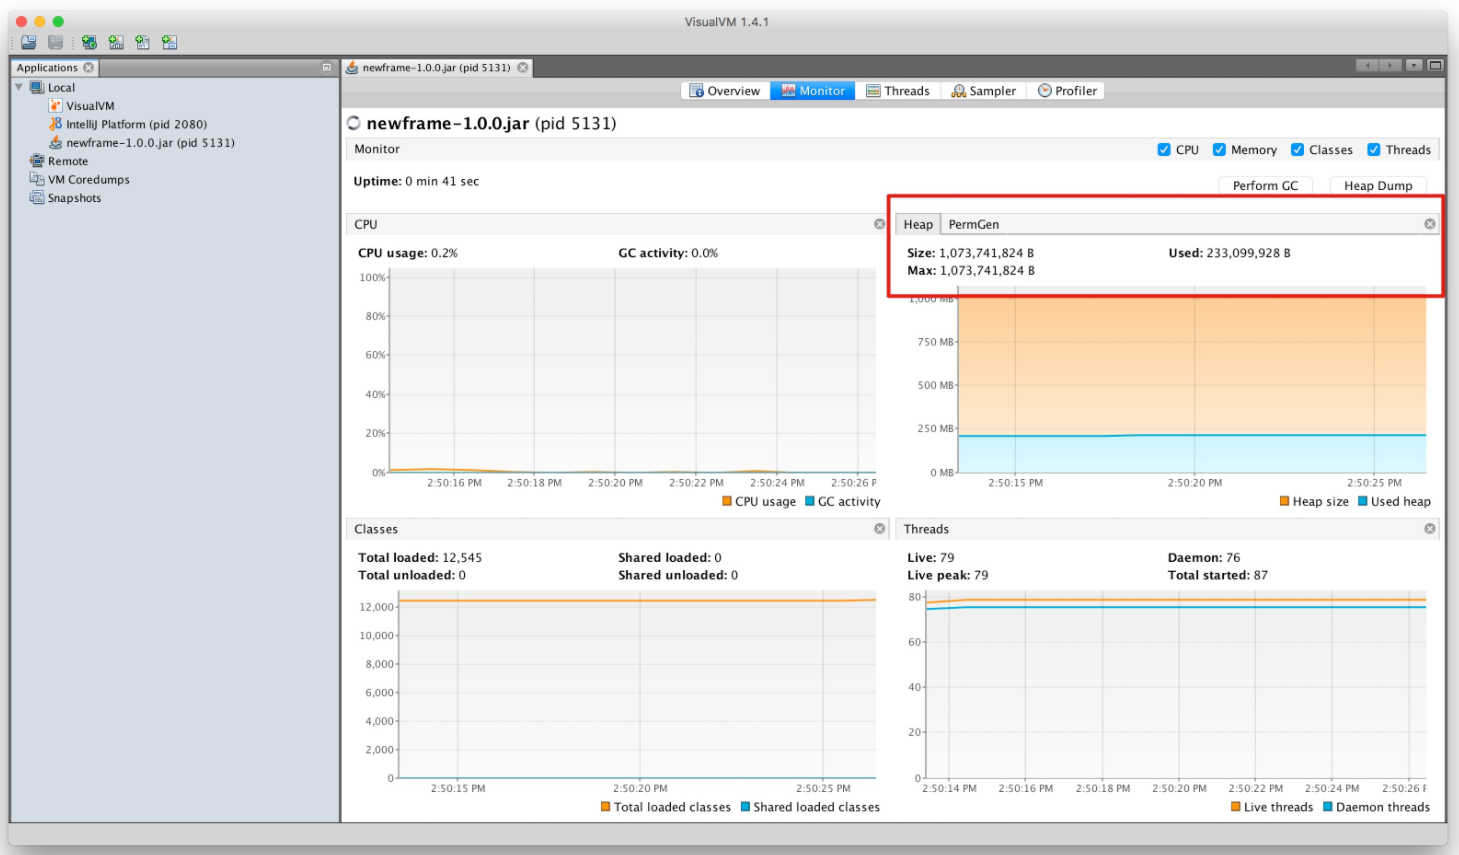 VisualVM 1.4.1
Applications
newframe-1.0.0.jar (pid 5131)
Local
VisualVM
IntelliJ Platform (pid 2080)
newframe-1.0.0.jar (pid 5131)
Remote
VM Coredumps
Snapshots
Overview Monitor Threads Sampler Profiler
newframe-1.0.0.jar (pid 5131)
Monitor
CPU Memory Classes Threads
Uptime: 0 min 41 sec
Perform GC Heap Dump
CPU
CPU usage: 0.2% GC activity: 0.0%
100%
80%
60%
40%
20%
0%
2:50:16 PM 2:50:18 PM 2:50:20 PM 2:50:22 PM 2:50:24 PM 2:50:26 P
CPU usage GC activity
Heap PermGen
Size: 1,073,741,824 B Used: 233,099,928 B
Max: 1,073,741,824 B
1,000 MB
750 MB
500 MB
250 MB
0 MB
2:50:15 PM 2:50:20 PM 2:50:25 PM
Heap size Used heap
Classes
Total loaded: 12,545 Shared loaded: 0
Total unloaded: 0 Shared unloaded: 0
12,000
10,000
8,000
6,000
4,000
2,000
0
2:50:15 PM 2:50:20 PM 2:50:25 PM
Total loaded classes Shared loaded classes
Threads
Live: 79 Daemon: 76
Live peak: 79 Total started: 87
80
60
40
20
0
2:50:14 PM 2:50:16 PM 2:50:18 PM 2:50:20 PM 2:50:22 PM 2:50:24 PM 2:50:26 F
Live threads Daemon threads